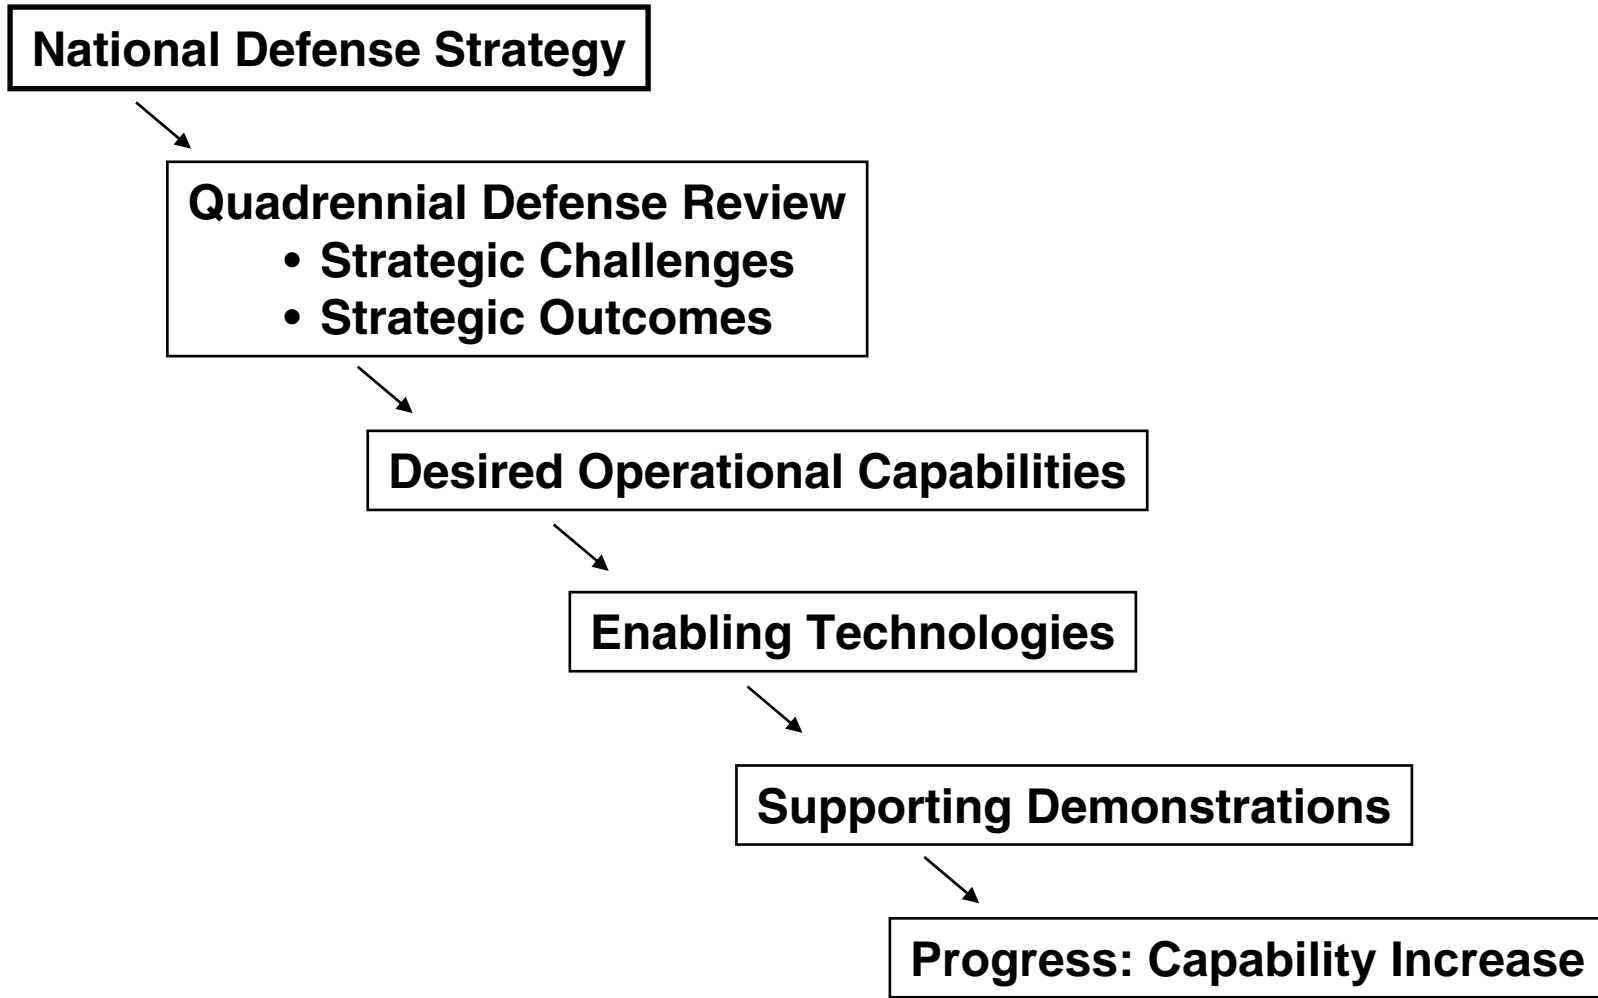 National Defense Strategy
Quadrennial Defense Review
• Strategic Challenges
• Strategic Outcomes
Desired Operational Capabilities
Enabling Technologies
Supporting Demonstrations
Progress: Capability Increase